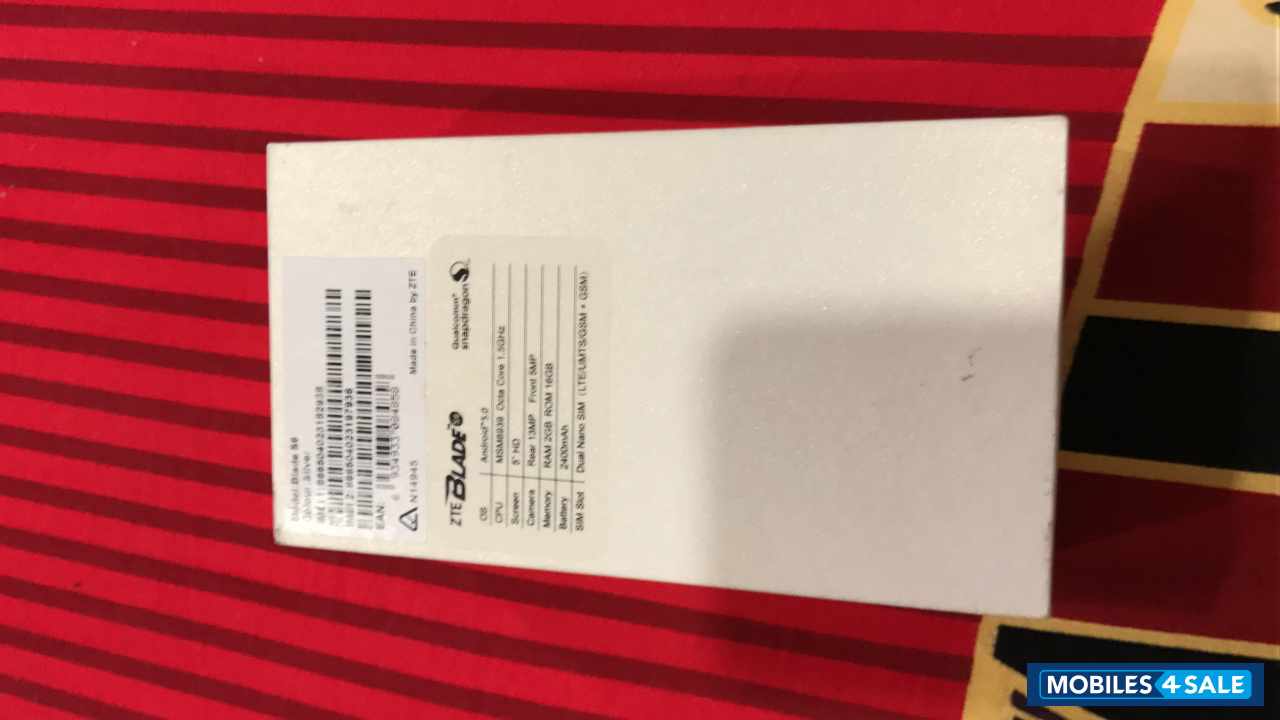 Model: Blade S6
Colour: Silver
EAN:
N14945
Made in China by ZTE
ZTE BLADE S6
Qualcomm®
snapdragon
OS Android™5.0
CPU MSM8939 Octa Core 1.5GHz
Screen 5" HD
Camera Rear 13MP Front 5MP
Memory RAM 2GB ROM 16GB
Battery 2400mAh
SIM Slot Dual Nano SIM (LTE/UMTS/GSM + GSM)
MOBILES 4 SALE